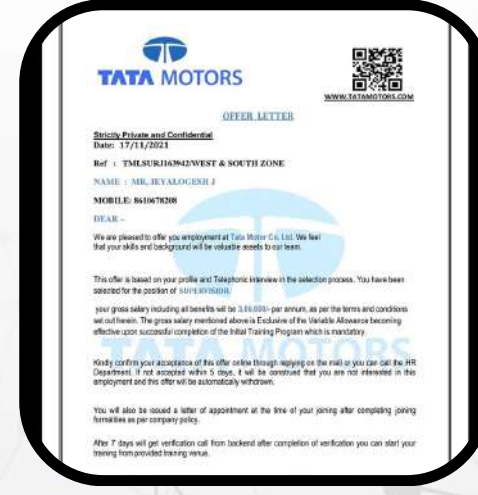 TATA MOTORS
WWW.TATAMOTORS.COM
OFFER LETTER
Strictly Private and Confidential
Date: 17/11/2021
Ref : TMLSURJ163942/WEST & SOUTH ZONE
NAME : MR. JEYALOGESH J
MOBILE: 8610678208
DEAR –
We are pleased to offer you employment at Tata Motor Co. Ltd. We feel
that your skills and background will be valuable assets to our team.
This offer is based on your profile and Telephonic interview in the selection process. You have been
selected for the position of SUPERVISION.
your gross salary including all benefits will be 3,06,000/- per annum, as per the terms and conditions
set out herein. The gross salary mentioned above is Exclusive of the Variable Allowance becoming
effective upon successful completion of the Initial Training Program which is mandatory.
Kindly confirm your acceptance of this offer online through replying on the mail or you can call the HR
Department. If not accepted within 5 days, it will be construed that you are not interested in this
employment and this offer will be automatically withdrawn.
You will also be issued a letter of appointment at the time of your joining after completing joining
formalities as per company policy.
After 7 days will get verification call from backend after completion of verification you can start your
training from provided training venue.
TATA MOTORS